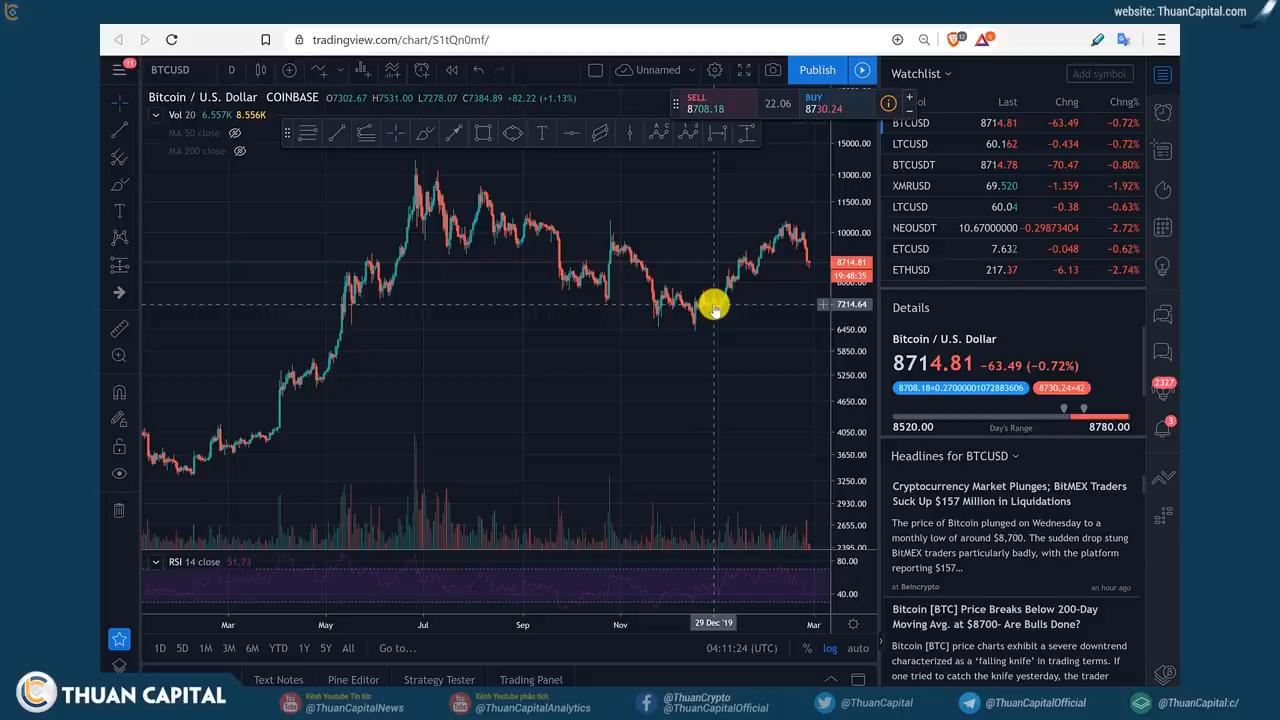 website: ThuanCapital.com
tradingview.com/chart/S1tQn0mf/
12
6
11
BTCUSD
D
Unnamed
Publish
Watchlist
Add symbol
Bitcoin / U.S. Dollar COINBASE O7302.67 H7531.00 L7278.07 C7384.89 +82.22 (+1.13%)
Vol 20 6.557K 8.556K
MA 50 close
MA 200 close
SELL
8708.18
22.06
BUY
8730.24
Last Chng Chng%
BTCUSD 8714.81 -63.49 -0.72%
LTCUSD 60.162 -0.434 -0.72%
BTCUSDT 8714.78 -70.47 -0.80%
XMRUSD 69.520 -1.359 -1.92%
LTCUSD 60.04 -0.38 -0.63%
NEOUSDT 10.67000000 -0.29873404 -2.72%
ETCUSD 7.632 -0.048 -0.62%
ETHUSD 217.37 -6.13 -2.74%
15000.00
13000.00
11500.00
10000.00
8714.81
19:48:35
8000.00
7214.64
6450.00
5850.00
5250.00
4650.00
4050.00
3650.00
3250.00
2930.00
2655.00
2395.00
RSI 14 close 51.73
80.00
40.00
Mar May Jul Sep Nov 29 Dec '19 Mar
1D 5D 1M 3M 6M YTD 1Y 5Y All Go to...
04:11:24 (UTC) % log auto
Text Notes Pine Editor Strategy Tester Trading Panel
Details
Bitcoin / U.S. Dollar
8714.81 -63.49 (-0.72%)
8708.18×0.27000001072883606 8730.24×42
8520.00 Day's Range 8780.00
Headlines for BTCUSD
Cryptocurrency Market Plunges; BitMEX Traders
Suck Up $157 Million in Liquidations
The price of Bitcoin plunged on Wednesday to a
monthly low of around $8,700. The sudden drop stung
BitMEX traders particularly badly, with the platform
reporting $157…
at BeInCrypto an hour ago
Bitcoin [BTC] Price Breaks Below 200-Day
Moving Avg. at $8700- Are Bulls Done?
Bitcoin [BTC] price charts exhibit a severe downtrend
characterized as a ‘falling knife’ in trading terms. If
one tried to catch the knife yesterday, the trader
2327
3
THUAN CAPITAL
Kênh Youtube Tin tức
@ThuanCapitalNews
Kênh Youtube phân tích
@ThuanCapitalAnalytics
@ThuanCrypto
@ThuanCapitalOfficial
@ThuanCapital
@ThuanCapitalOfficial
@ThuanCapital:c/